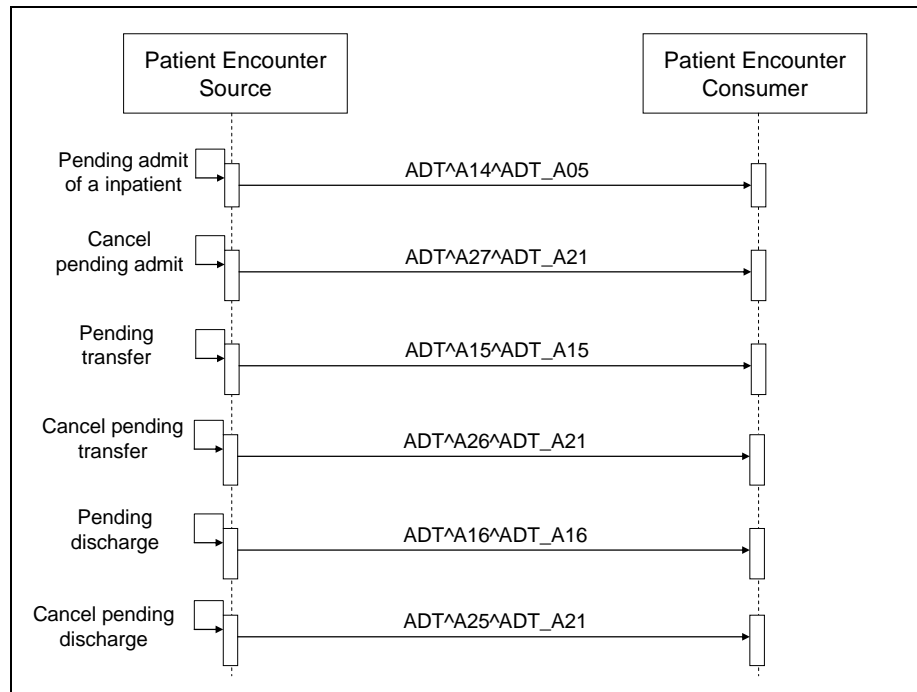 Patient Encounter
Source
Patient Encounter
Consumer
Pending admit
of a inpatient
ADT^A14^ADT_A05
Cancel
pending admit
ADT^A27^ADT_A21
Pending
transfer
ADT^A15^ADT_A15
Cancel pending
transfer
ADT^A26^ADT_A21
Pending
discharge
ADT^A16^ADT_A16
Cancel pending
discharge
ADT^A25^ADT_A21